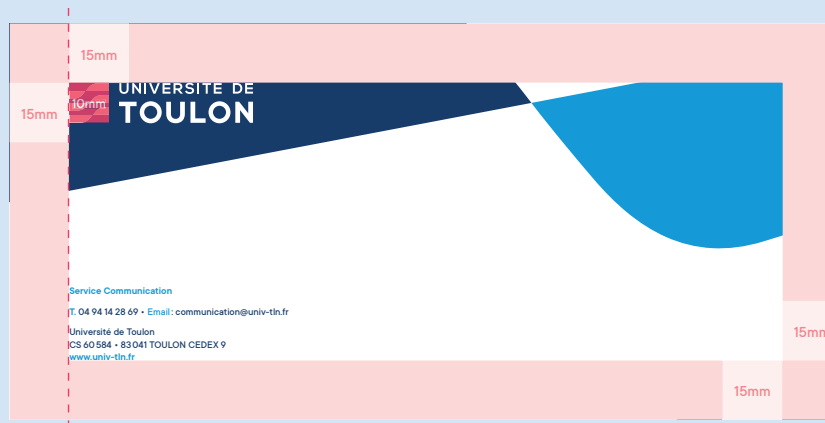 15mm
15mm
10mm
UNIVERSITÉ DE
TOULON
Service Communication
T. 04 94 14 28 69 • Email : communication@univ-tln.fr
Université de Toulon
CS 60 584 • 83 041 TOULON CEDEX 9
www.univ-tln.fr
15mm
15mm